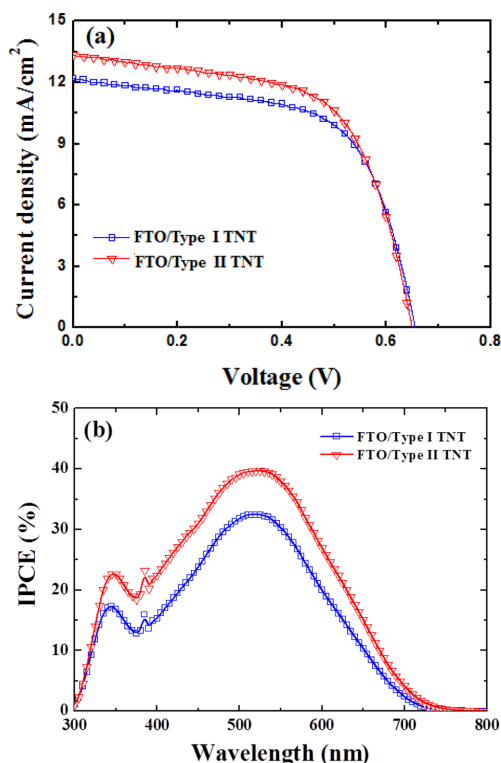 (a)
Current density (mA/cm²)
15
12
9
6
3
0
FTO/Type I TNT
FTO/Type II TNT
0.0 0.2 0.4 0.6 0.8
Voltage (V)
(b)
IPCE (%)
50
40
30
20
10
0
FTO/Type I TNT
FTO/Type II TNT
300 400 500 600 700 800
Wavelength (nm)